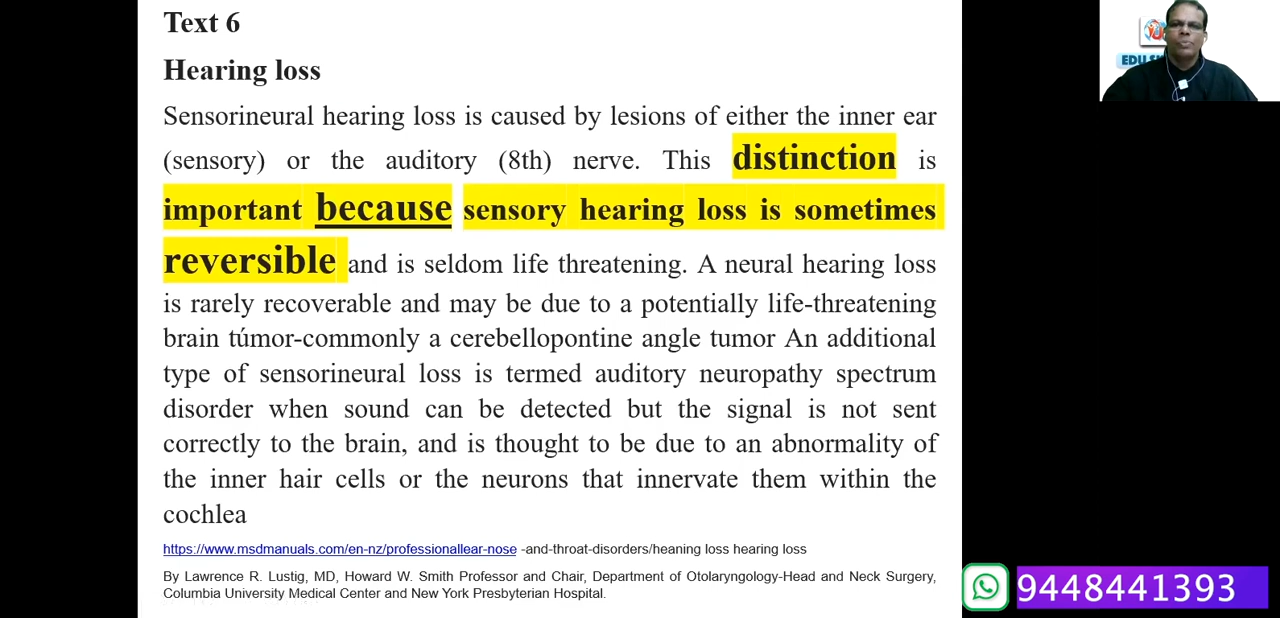 Text 6
Hearing loss
Sensorineural hearing loss is caused by lesions of either the inner ear
(sensory) or the auditory (8th) nerve. This distinction is
important because sensory hearing loss is sometimes
reversible and is seldom life threatening. A neural hearing loss
is rarely recoverable and may be due to a potentially life-threatening
brain túmor-commonly a cerebellopontine angle tumor An additional
type of sensorineural loss is termed auditory neuropathy spectrum
disorder when sound can be detected but the signal is not sent
correctly to the brain, and is thought to be due to an abnormality of
the inner hair cells or the neurons that innervate them within the
cochlea
https://www.msdmanuals.com/en-nz/professionallear-nose -and-throat-disorders/heaning loss hearing loss
By Lawrence R. Lustig, MD, Howard W. Smith Professor and Chair, Department of Otolaryngology-Head and Neck Surgery,
Columbia University Medical Center and New York Presbyterian Hospital.
EDU
9448441393